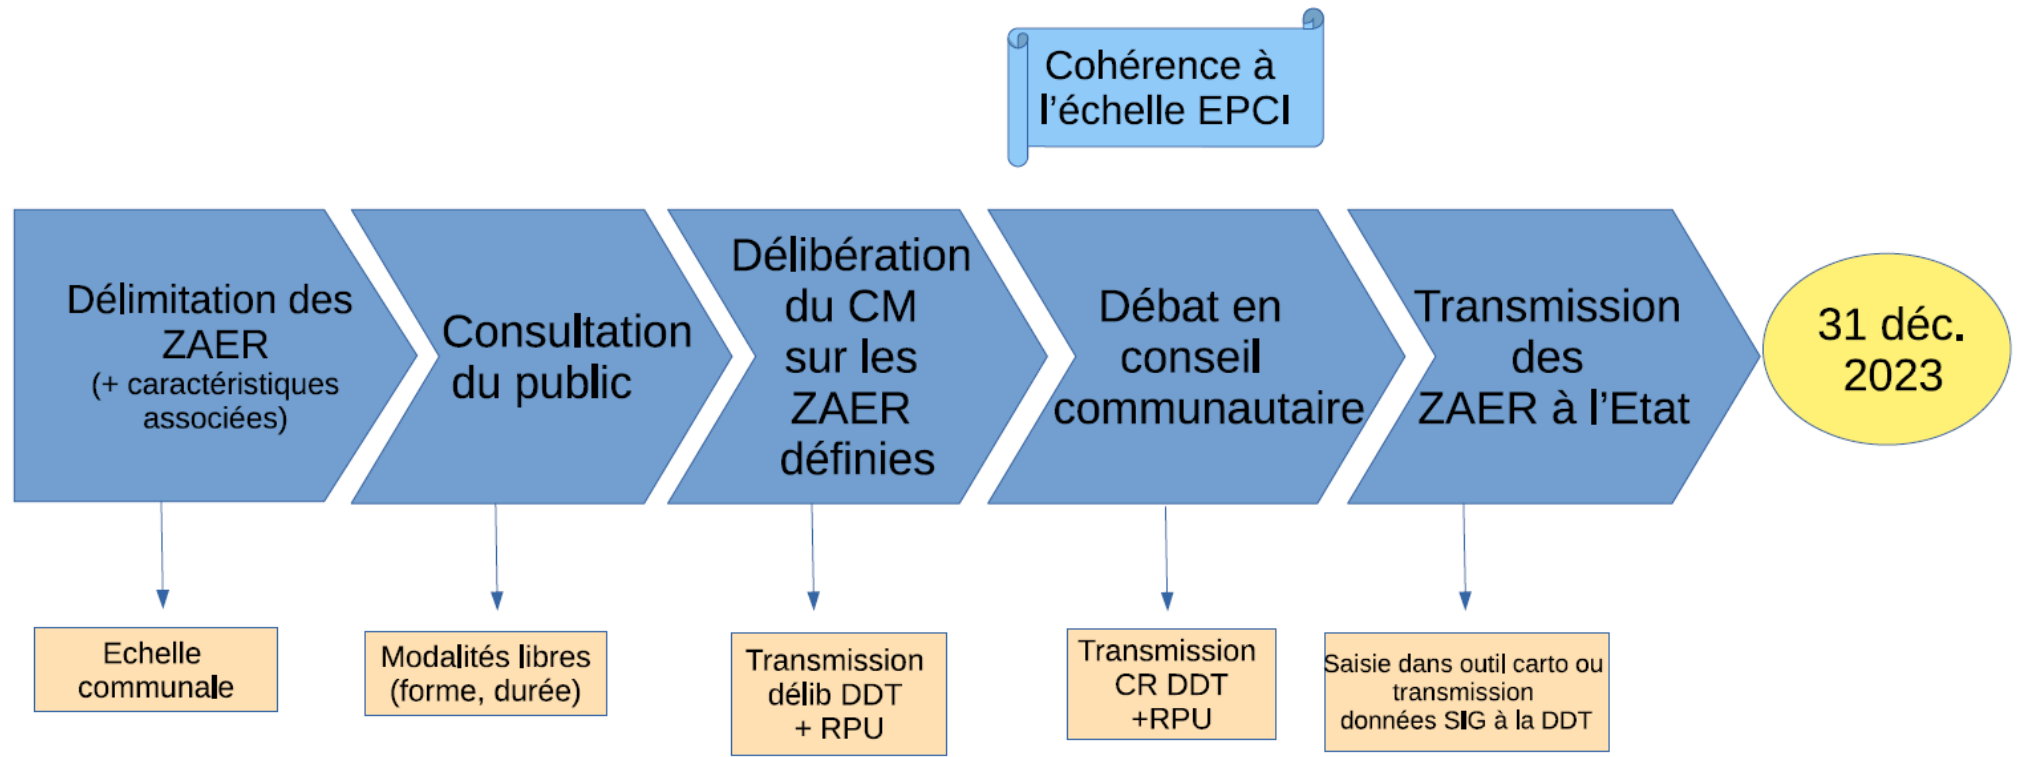 Cohérence à
l'échelle EPCI
Délimitation des
ZAER
(+ caractéristiques
associées)
Consultation
du public
Délibération
du CM
sur les
ZAER
définies
Débat en
conseil
communautaire
Transmission
des
ZAER à l'Etat
31 déc.
2023
Echelle
communale
Modalités libres
(forme, durée)
Transmission
délib DDT
+ RPU
Transmission
CR DDT
+RPU
Saisie dans outil carto ou
transmission
données SIG à la DDT